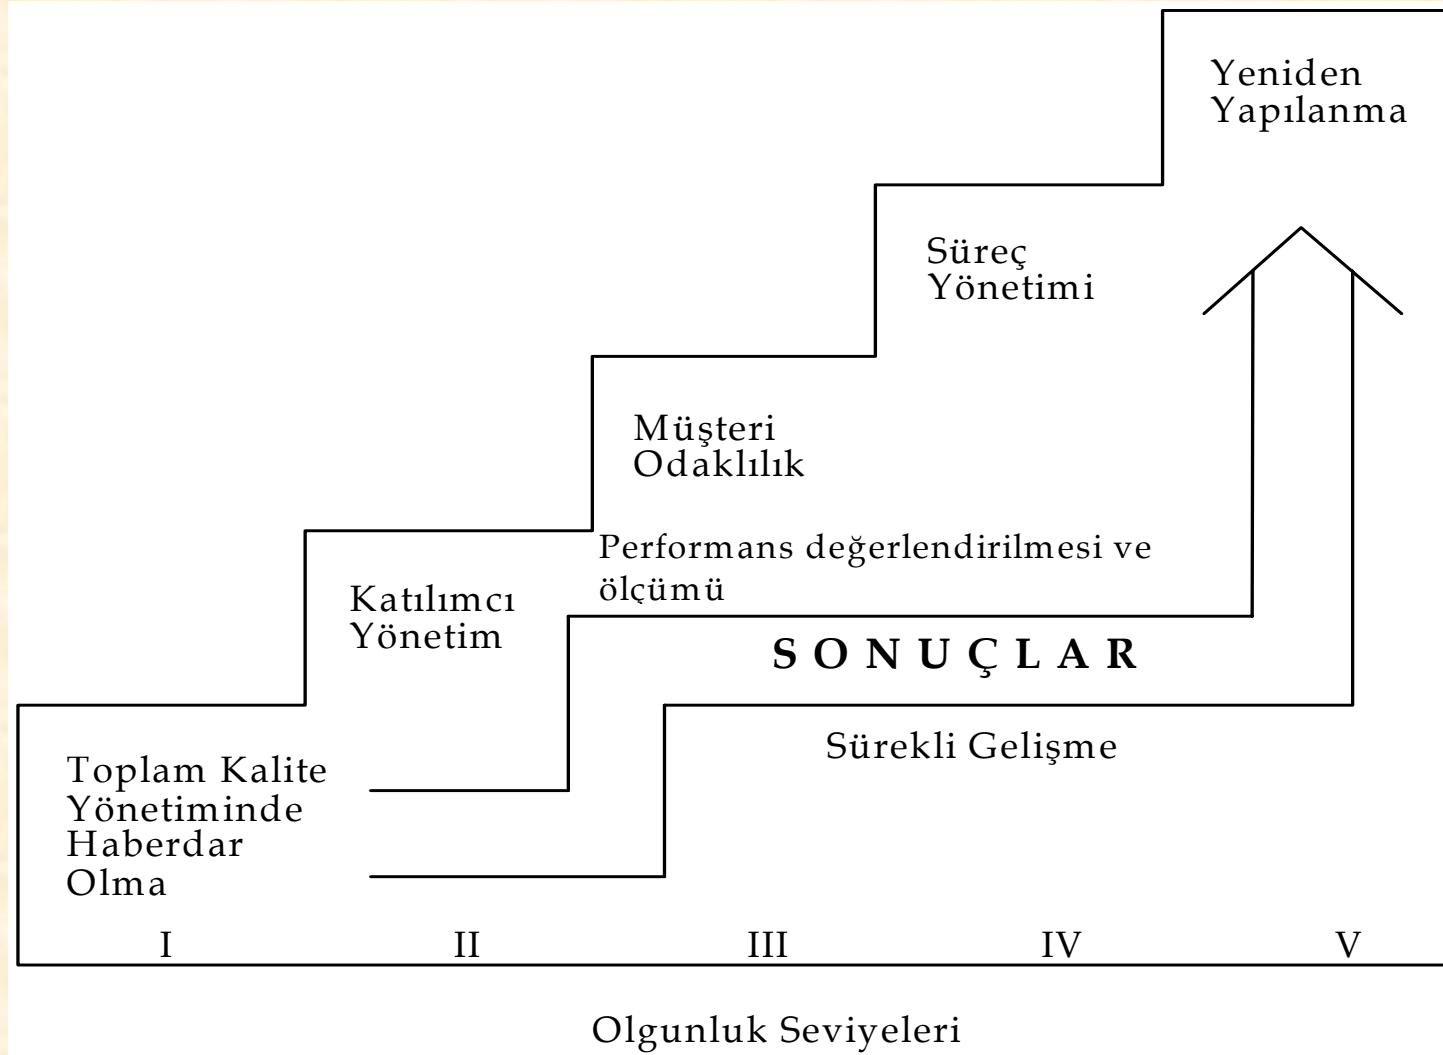 Yeniden
Yapılanma
Süreç
Yönetimi
Müşteri
Odaklılık
Performans değerlendirilmesi ve
ölçümü
Katılımcı
Yönetim
SONUÇLAR
Sürekli Gelişme
Toplam Kalite
Yönetiminde
Haberdar
Olma
I II III IV V
Olgunluk Seviyeleri